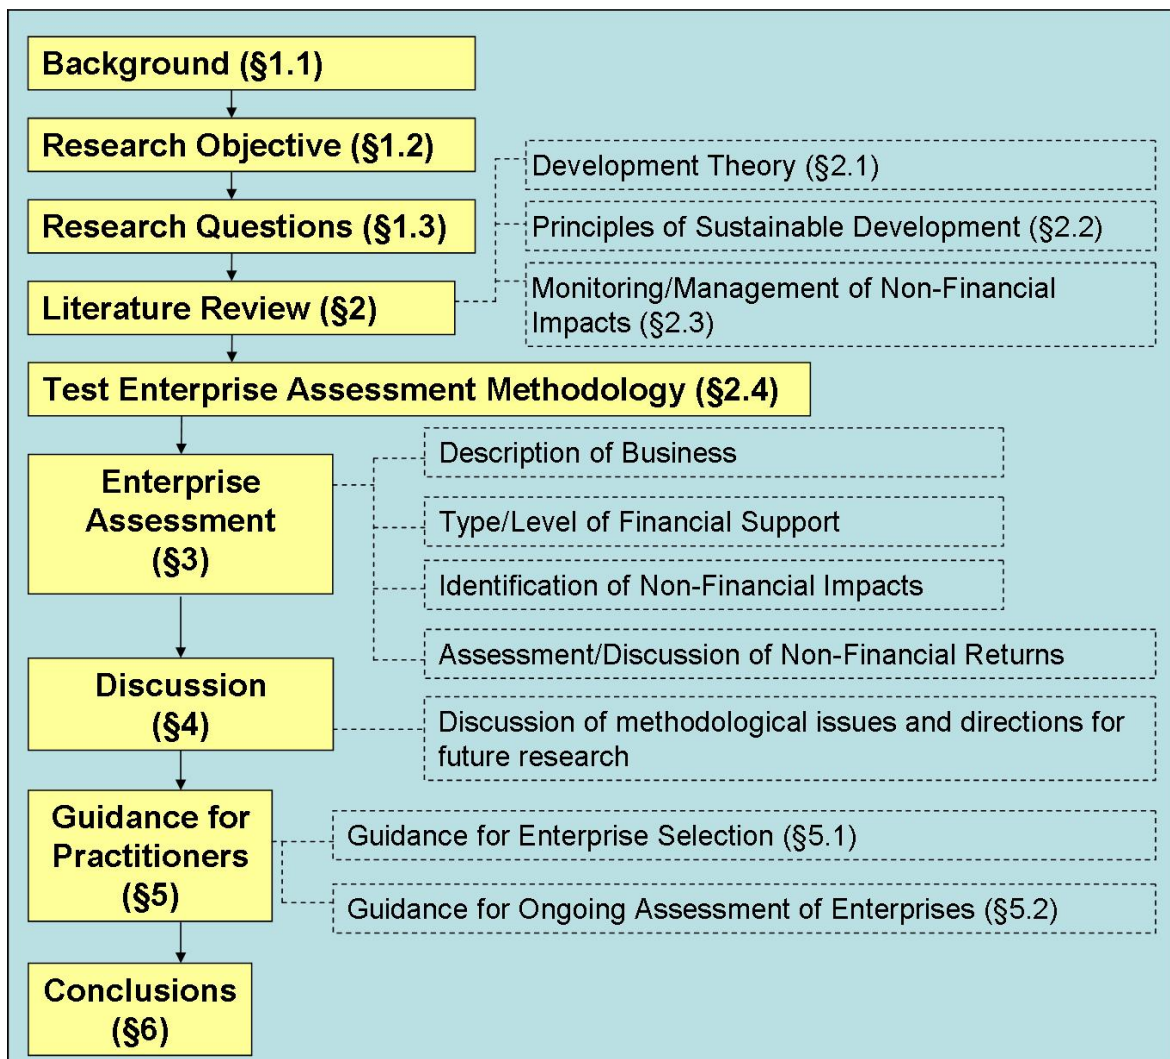 Background (§1.1)
Research Objective (§1.2)
Research Questions (§1.3)
Literature Review (§2)
Development Theory (§2.1)
Principles of Sustainable Development (§2.2)
Monitoring/Management of Non-Financial
Impacts (§2.3)
Test Enterprise Assessment Methodology (§2.4)
Enterprise
Assessment
(§3)
Description of Business
Type/Level of Financial Support
Identification of Non-Financial Impacts
Assessment/Discussion of Non-Financial Returns
Discussion
(§4)
Discussion of methodological issues and directions for
future research
Guidance for
Practitioners
(§5)
Guidance for Enterprise Selection (§5.1)
Guidance for Ongoing Assessment of Enterprises (§5.2)
Conclusions
(§6)